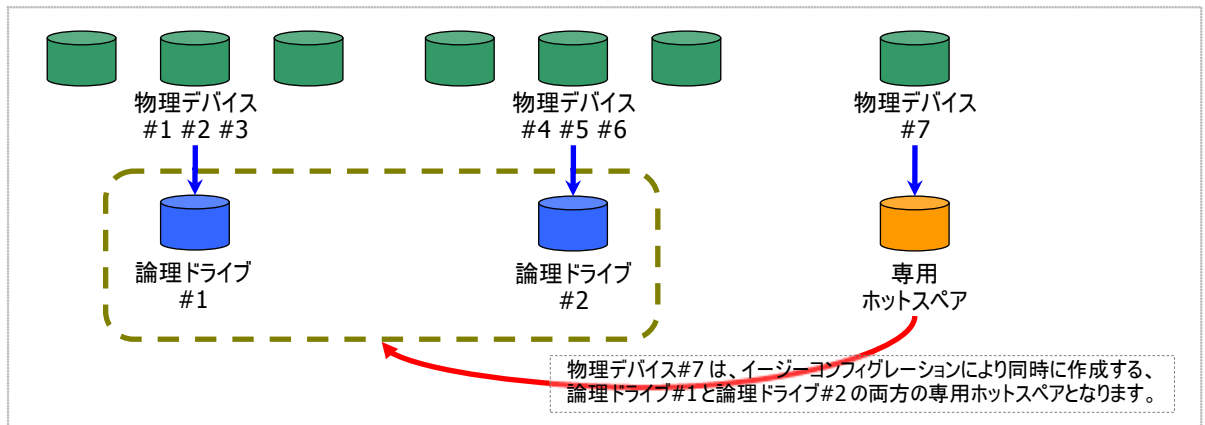 物理デバイス
#1 #2 #3
物理デバイス
#4 #5 #6
物理デバイス
#7
論理ドライブ
#1
論理ドライブ
#2
専用
ホットスペア
物理デバイス#7 は、イージーコンフィグレーションにより同時に作成する、
論理ドライブ#1 と論理ドライブ#2 の両方の専用ホットスペアとなります。